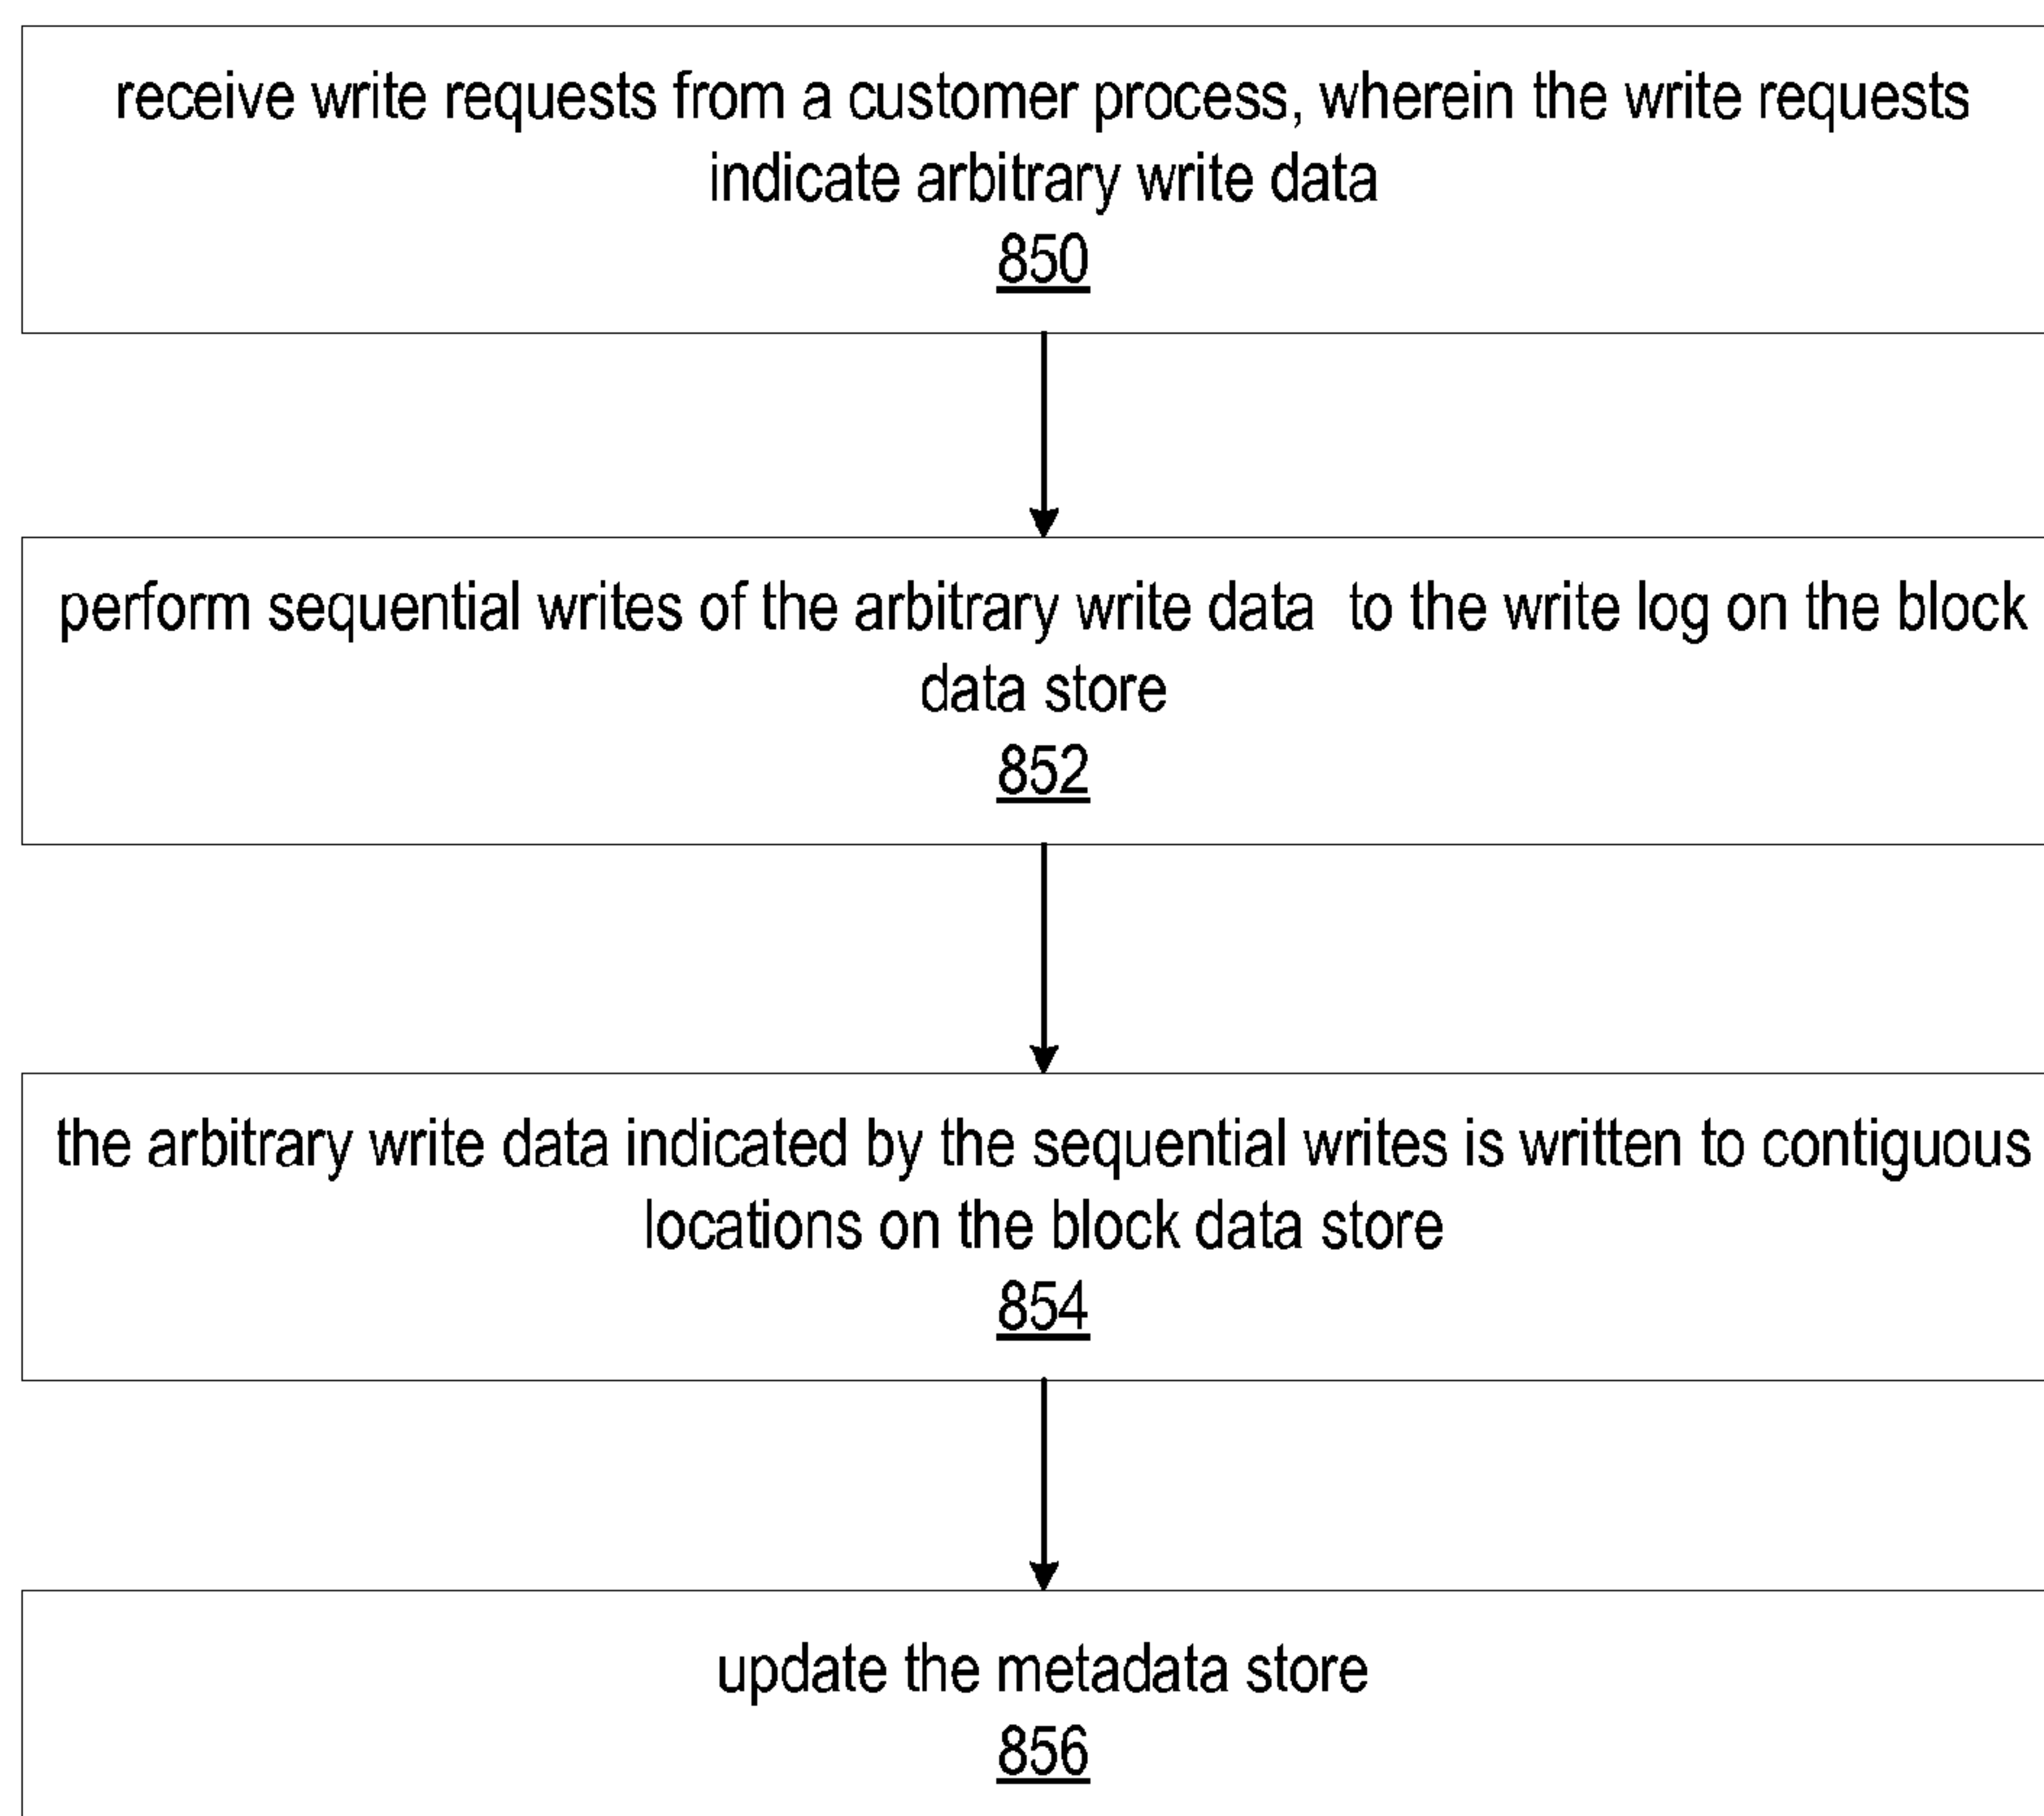 receive write requests from a customer process, wherein the write requests
indicate arbitrary write data
850
perform sequential writes of the arbitrary write data  to the write log on the block
data store
852
the arbitrary write data indicated by the sequential writes is written to contiguous
locations on the block data store
854
update the metadata store
856